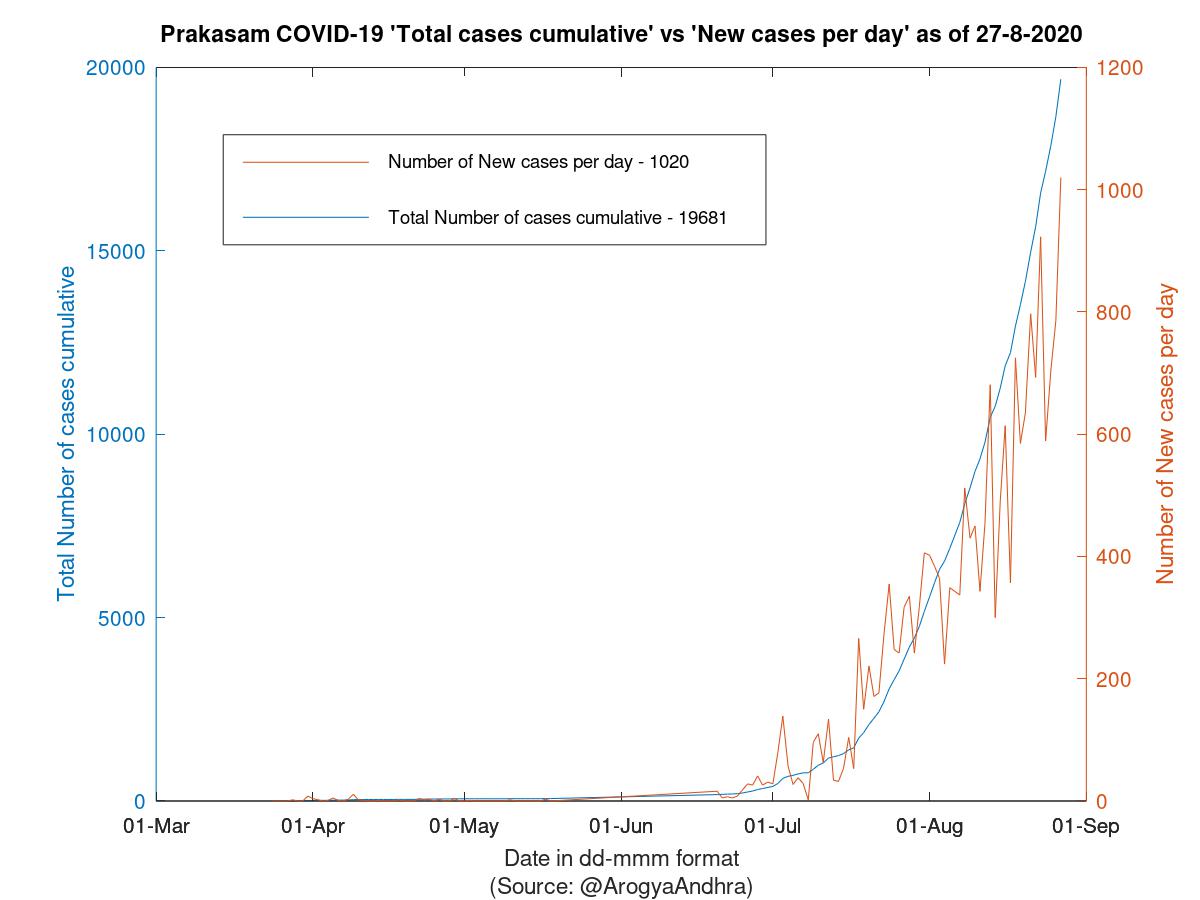 Prakasam COVID-19 'Total cases cumulative' vs 'New cases per day' as of 27-8-2020
20000
15000
10000
5000
0
Total Number of cases cumulative
Number of New cases per day - 1020
Total Number of cases cumulative - 19681
1200
1000
800
600
400
200
0
Number of New cases per day
01-Mar 01-Apr 01-May 01-Jun 01-Jul 01-Aug 01-Sep
Date in dd-mmm format
(Source: @ArogyaAndhra)